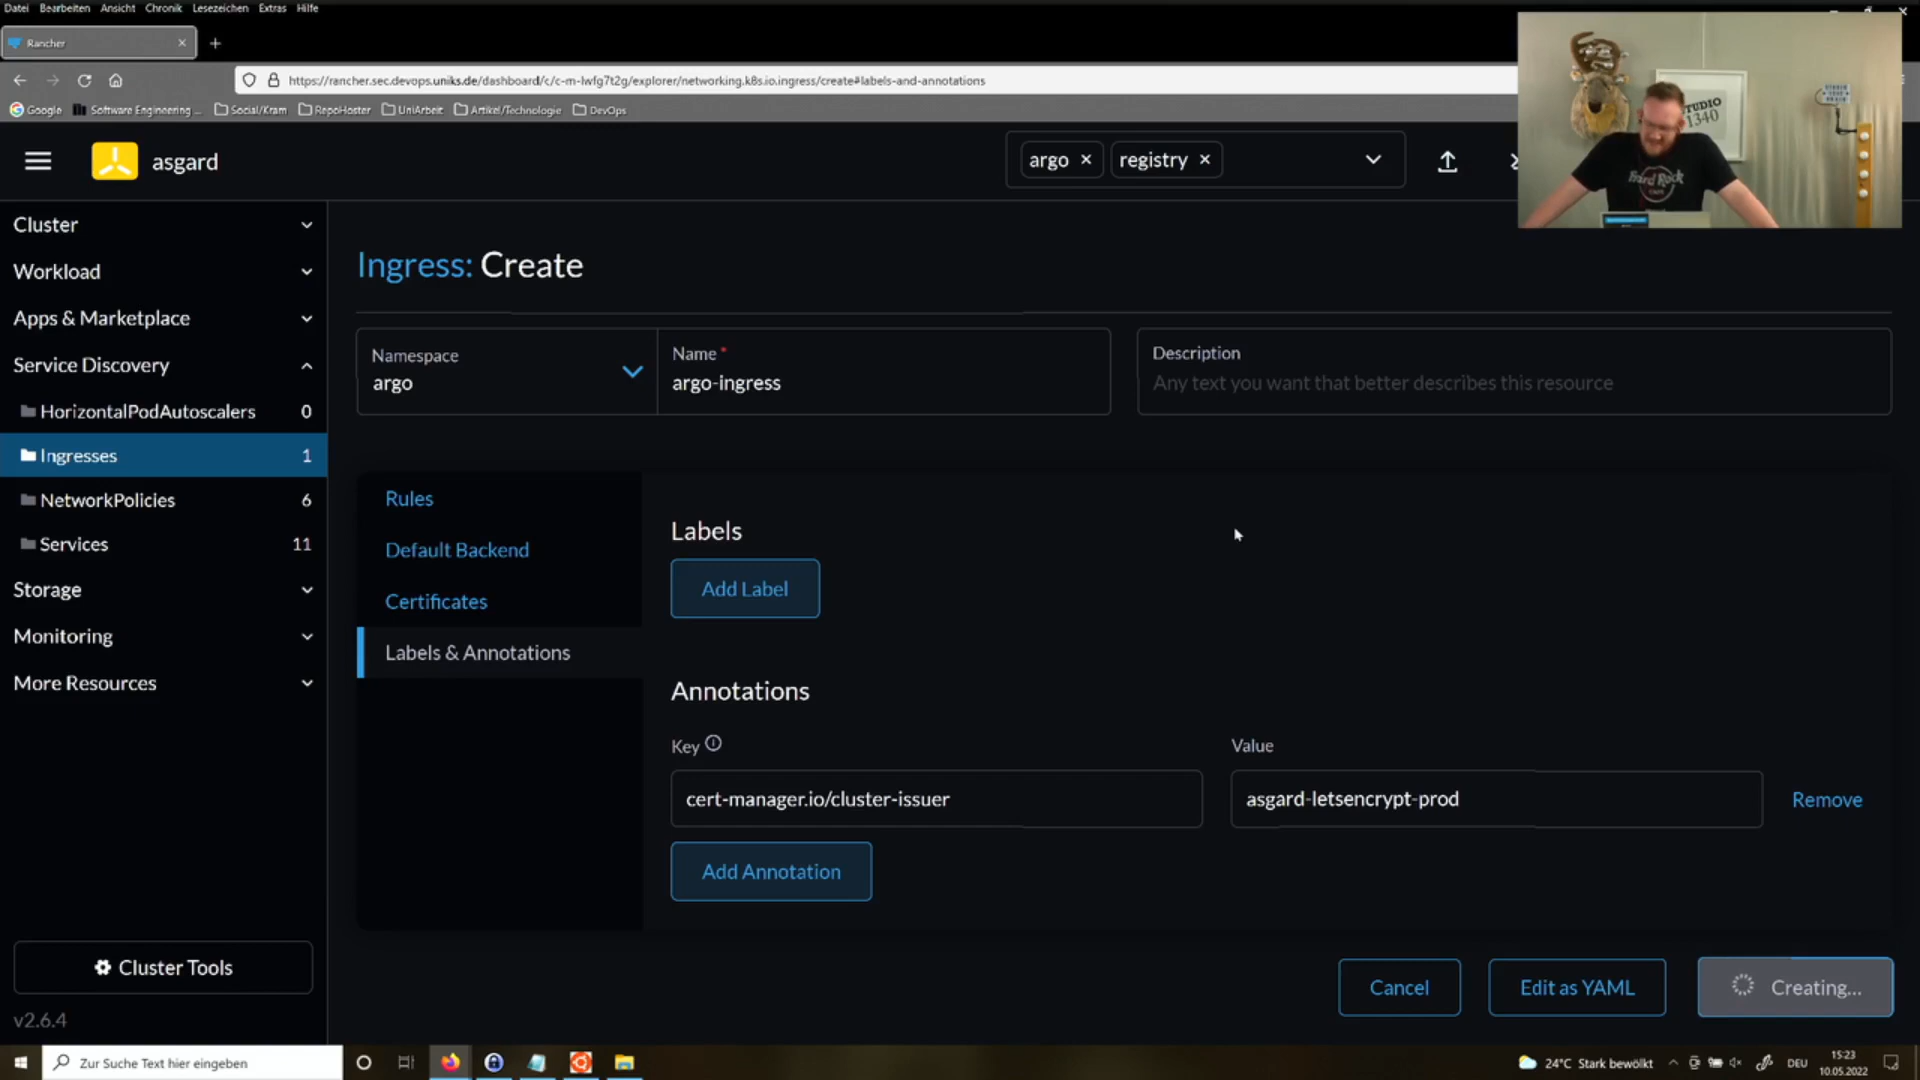 Datei Bearbeiten Ansicht Chronik Lesezeichen Extras Hilfe
Rancher
https://rancher.sec.devops.uniks.de/dashboard/c/c-m-lwfg7t2g/explorer/networking.k8s.io.ingress/create#labels-and-annotations
Google Software Engineering ... Social/Kram RepoHoster UniArbeit Artikel/Technologie DevOps
asgard
argo registry
STUDIO
1340
Hard Rock
Cluster
Workload
Apps & Marketplace
Service Discovery
HorizontalPodAutoscalers 0
Ingresses 1
NetworkPolicies 6
Services 11
Storage
Monitoring
More Resources
Cluster Tools
v2.6.4
Ingress: Create
Namespace
argo
Name *
argo-ingress
Description
Any text you want that better describes this resource
Rules
Default Backend
Certificates
Labels & Annotations
Labels
Add Label
Annotations
Key
Value
cert-manager.io/cluster-issuer
asgard-letsencrypt-prod
Remove
Add Annotation
Cancel
Edit as YAML
Creating...
Zur Suche Text hier eingeben
24°C Stark bewölkt
DEU
15:23
10.05.2022